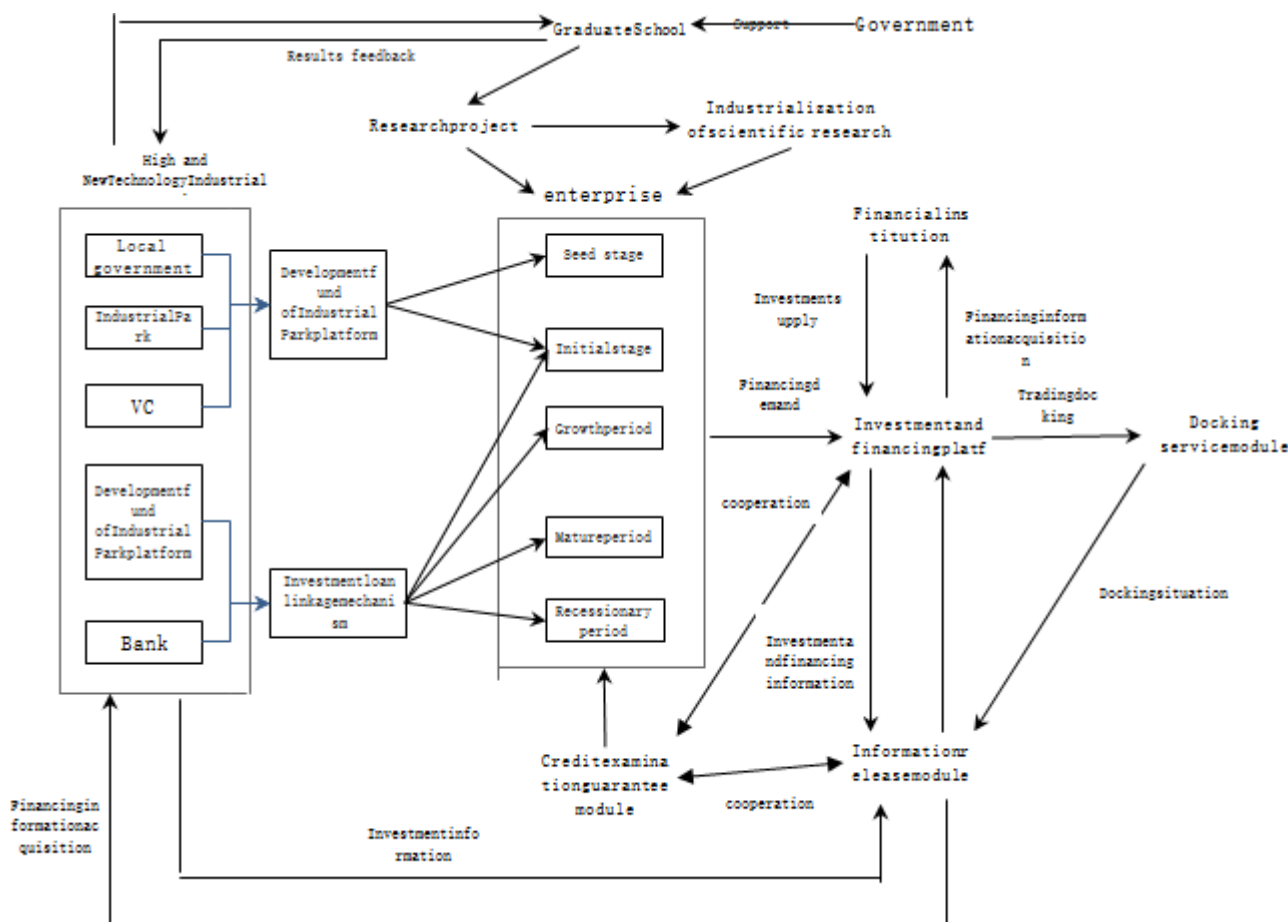 GraduateSchool
Support
Government
Results feedback
Researchproject
Industrialization
ofscientific research
High and
NewTechnologyIndustrial
enterprise
Local
government
IndustrialPa
rk
VC
Developmentf
und
ofIndustrial
Parkplatform
Bank
Developmentf
und
ofIndustrial
Parkplatform
Investmentloan
linkagemechani
sm
Seed stage
Initialstage
Growthperiod
Matureperiod
Recessionary
period
Financialins
titution
Investments
upply
Financinginform
ationacquisitio
n
Financingd
emand
Investmentand
financingplatf
Tradingdoc
king
Docking
servicemodule
cooperation
Dockingsituation
Investmenta
ndfinancing
information
Creditexamina
tionguarantee
module
Informationr
eleasemodule
cooperation
Financingin
formationac
quisition
Investmentinfo
rmation